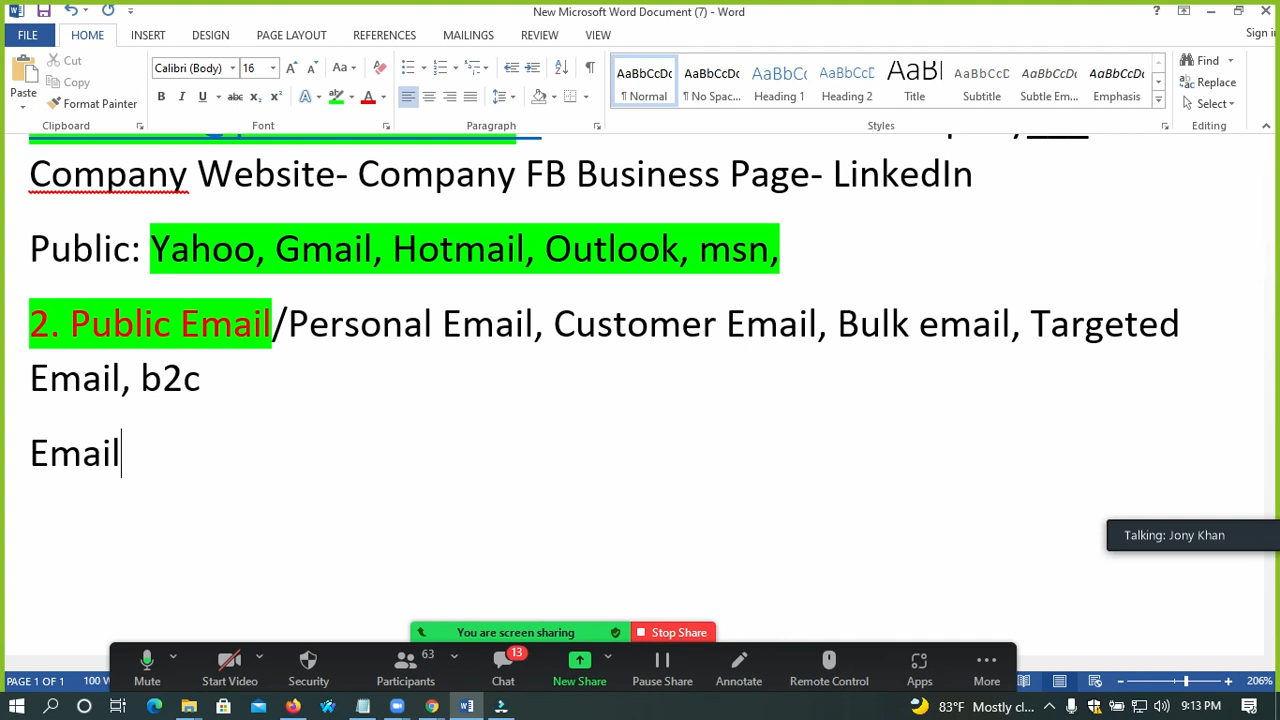 New Microsoft Word Document (7) - Word
FILE HOME INSERT DESIGN PAGE LAYOUT REFERENCES MAILINGS REVIEW VIEW Sign in
Paste
Cut
Copy
Format Painter
Clipboard
Calibri (Body) 16
Font
Paragraph
AaBbCcDc AaBbCcDc AaBbCc AaBbCcC AaBl AaBbCcD AaBbCcDc AaBbCcDc
¶ Normal ¶ No Spac... Heading 1 Heading 2 Title Subtitle Subtle Em... Emphasis
Styles
Find
Replace
Select
Editing
Company Website- Company FB Business Page- LinkedIn
Public: Yahoo, Gmail, Hotmail, Outlook, msn,
2. Public Email/Personal Email, Customer Email, Bulk email, Targeted
Email, b2c
Email
Talking: Jony Khan
You are screen sharing Stop Share
63 13
Mute Start Video Security Participants Chat New Share Pause Share Annotate Remote Control Apps More
PAGE 1 OF 1 100 W 206%
83°F Mostly cl... 9:13 PM